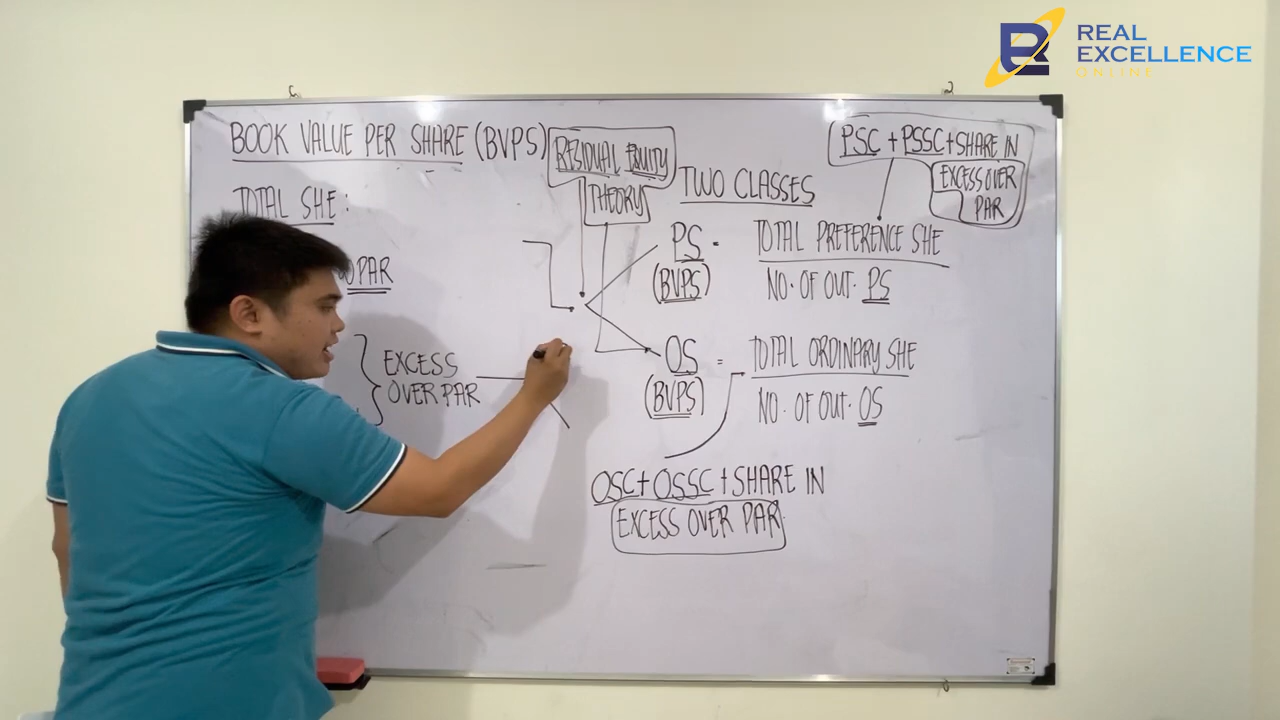 REAL
EXCELLENCE
ONLINE
BOOK VALUE PER SHARE (BVPS)
RESIDUAL EQUITY
THEORY
TOTAL SHE:
PAR
EXCESS
OVER PAR
TWO CLASSES
PSC + PSSC + SHARE IN
EXCESS OVER
PAR
PS = TOTAL PREFERENCE SHE
(BVPS) NO. OF OUT. PS
OS = TOTAL ORDINARY SHE
(BVPS) NO. OF OUT. OS
OSC + OSSC + SHARE IN
EXCESS OVER PAR.